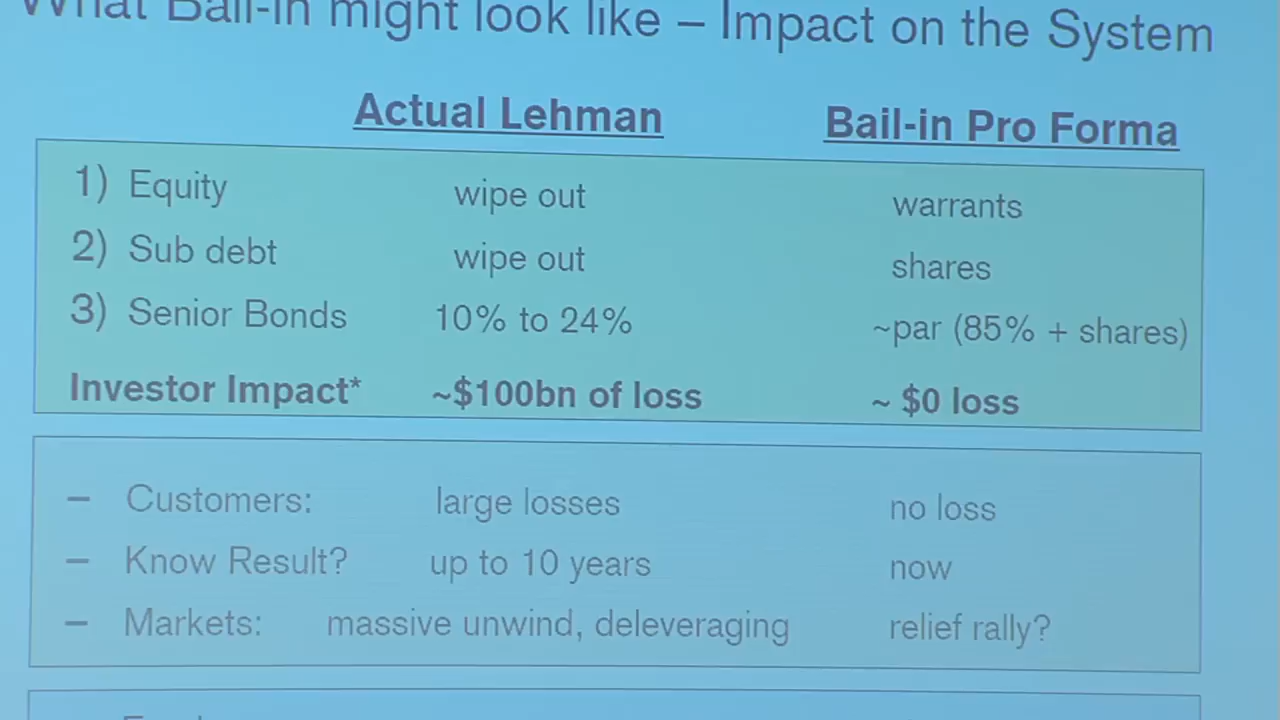 What Bail-in might look like – Impact on the System
Actual Lehman Bail-in Pro Forma
1) Equity wipe out warrants
2) Sub debt wipe out shares
3) Senior Bonds 10% to 24% ~par (85% + shares)
Investor Impact* ~$100bn of loss ~ $0 loss
– Customers: large losses no loss
– Know Result? up to 10 years now
– Markets: massive unwind, deleveraging relief rally?